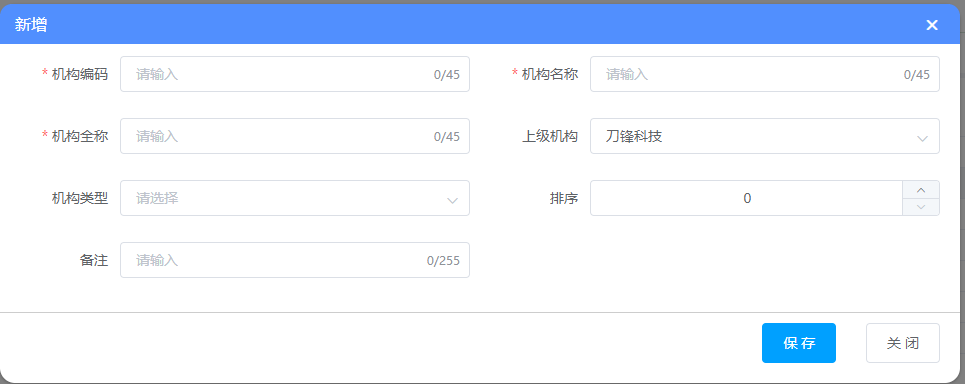 新增
* 机构编码 请输入 0/45 * 机构名称 请输入 0/45
* 机构全称 请输入 0/45 上级机构 刀锋科技
机构类型 请选择 排序 0
备注 请输入 0/255
保存 关闭